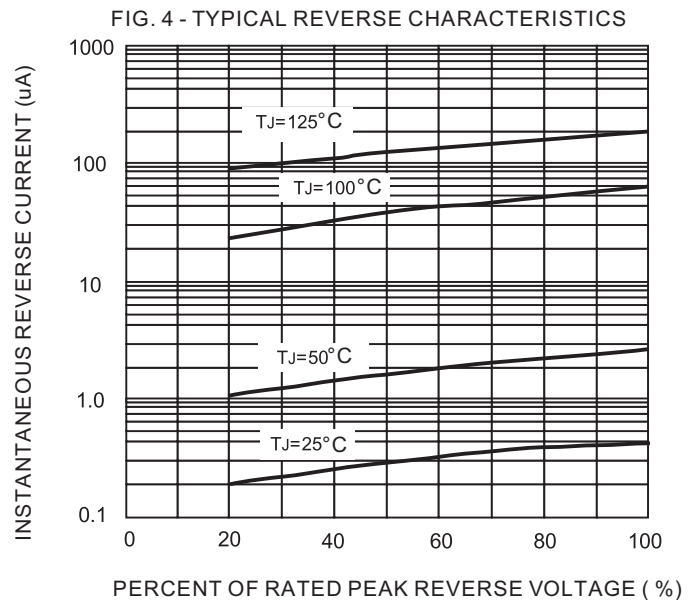 FIG. 4 - TYPICAL REVERSE CHARACTERISTICS
INSTANTANEOUS REVERSE CURRENT (uA)
1000
100
10
1.0
0.1
TJ=125°C
TJ=100°C
TJ=50°C
TJ=25°C
0 20 40 60 80 100
PERCENT OF RATED PEAK REVERSE VOLTAGE ( %)